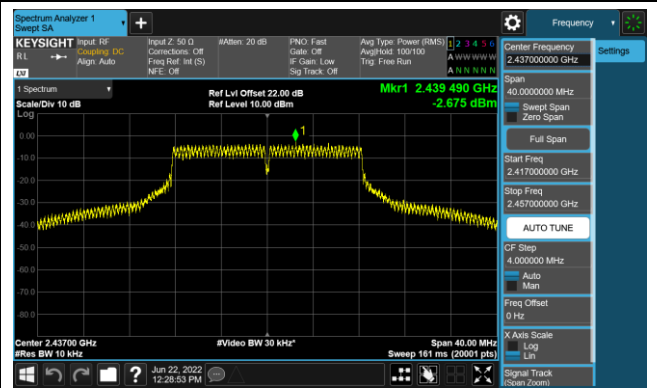 Spectrum Analyzer 1
Swept SA
+
Frequency
KEYSIGHT
RL
LXI
Input: RF
Coupling: DC
Align: Auto
Input Z: 50 Ω
Corrections: Off
Freq Ref: Int (S)
NFE: Off
#Atten: 20 dB
PNO: Fast
Gate: Off
IF Gain: Low
Sig Track: Off
Avg Type: Power (RMS)
Avg|Hold: 100/100
Trig: Free Run
1 2 3 4 5 6
A W W W W W
A N N N N N
1 Spectrum
Scale/Div 10 dB
Log
Ref Lvl Offset 22.00 dB
Ref Level 10.00 dBm
Mkr1 2.439 490 GHz
-2.675 dBm
1
0.00
-10.0
-20.0
-30.0
-40.0
-50.0
-60.0
-70.0
-80.0
Center 2.43700 GHz
#Res BW 10 kHz
#Video BW 30 kHz*
Span 40.00 MHz
Sweep 161 ms (20001 pts)
Jun 22, 2022
12:28:53 PM
Center Frequency
2.437000000 GHz
Settings
Span
40.0000000 MHz
Swept Span
Zero Span
Full Span
Start Freq
2.417000000 GHz
Stop Freq
2.457000000 GHz
AUTO TUNE
CF Step
4.000000 MHz
Auto
Man
Freq Offset
0 Hz
X Axis Scale
Log
Lin
Signal Track
(Span Zoom)